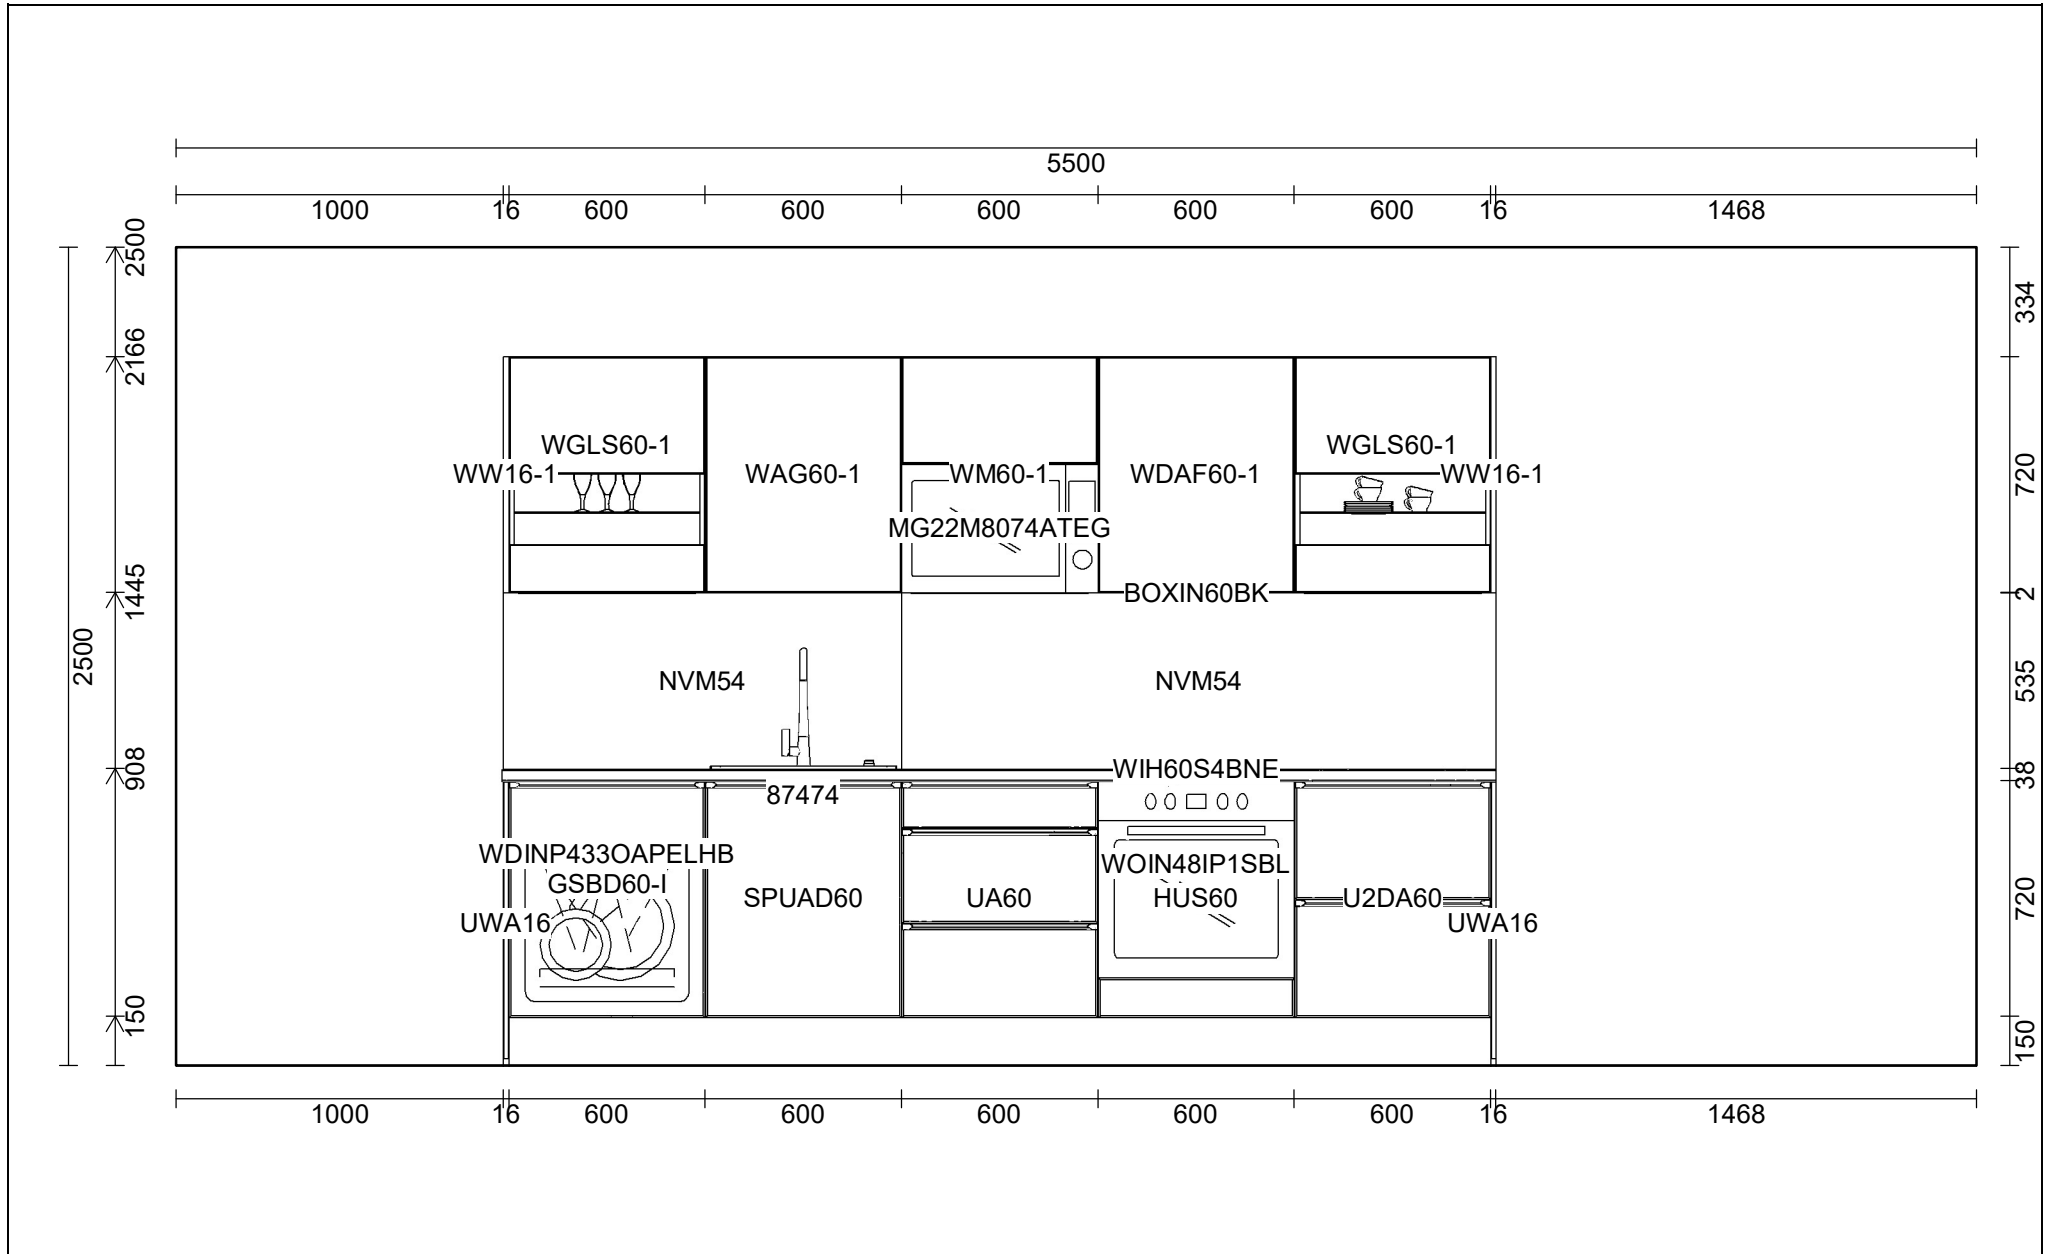 5500
1000 16 600 600 600 600 600 16 1468
2500
334
2166
WGLS60-1 WGLS60-1
WW16-1 WAG60-1 WM60-1 WDAF60-1 WW16-1
720
MG22M8074ATEG
1445
BOXIN60BK
2
2500
NVM54 NVM54
535
908
WIH60S4BNE
38
87474
WDINP433OAPELHB
WOIN48IP1SBL
GSBD60-I
SPUAD60 UA60 HUS60 U2DA60
720
UWA16 UWA16
150
150
1000 16 600 600 600 600 600 16 1468